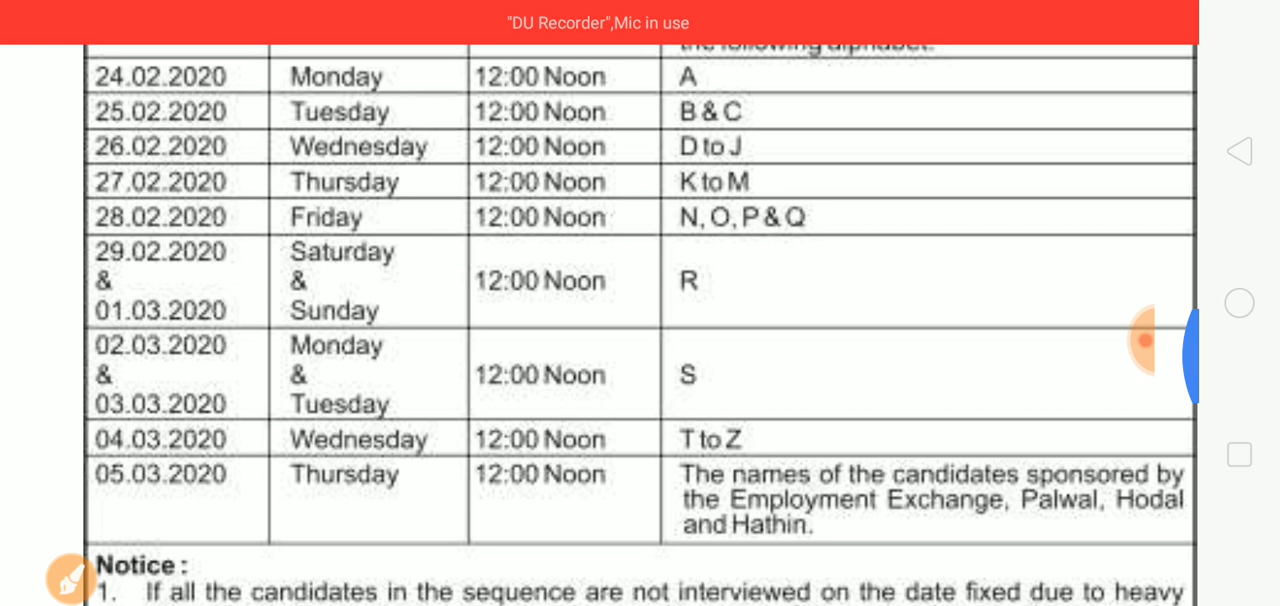 "DU Recorder",Mic in use
the following alphabet.
24.02.2020 Monday 12:00 Noon A
25.02.2020 Tuesday 12:00 Noon B & C
26.02.2020 Wednesday 12:00 Noon D to J
27.02.2020 Thursday 12:00 Noon K to M
28.02.2020 Friday 12:00 Noon N, O, P & Q
29.02.2020 Saturday
& & 12:00 Noon R
01.03.2020 Sunday
02.03.2020 Monday
& & 12:00 Noon S
03.03.2020 Tuesday
04.03.2020 Wednesday 12:00 Noon T to Z
05.03.2020 Thursday 12:00 Noon The names of the candidates sponsored by
the Employment Exchange, Palwal, Hodal
and Hathin.
Notice :
1. If all the candidates in the sequence are not interviewed on the date fixed due to heavy